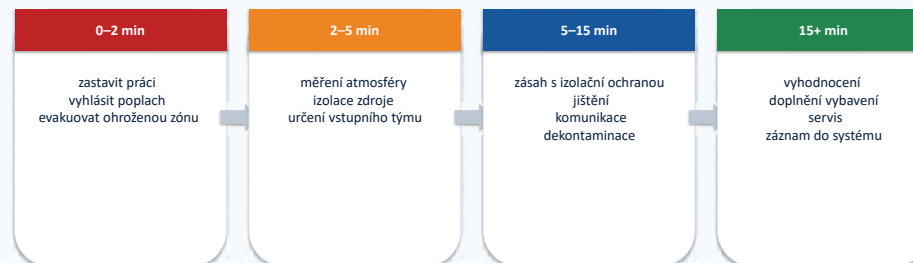 0–2 min
zastavit práci
vyhlásit poplach
evakuovat ohroženou zónu
2–5 min
měření atmosféry
izolace zdroje
určení vstupního týmu
5–15 min
zásah s izolační ochranou
jištění
komunikace
dekontaminace
15+ min
vyhodnocení
doplnění vybavení
servis
záznam do systému